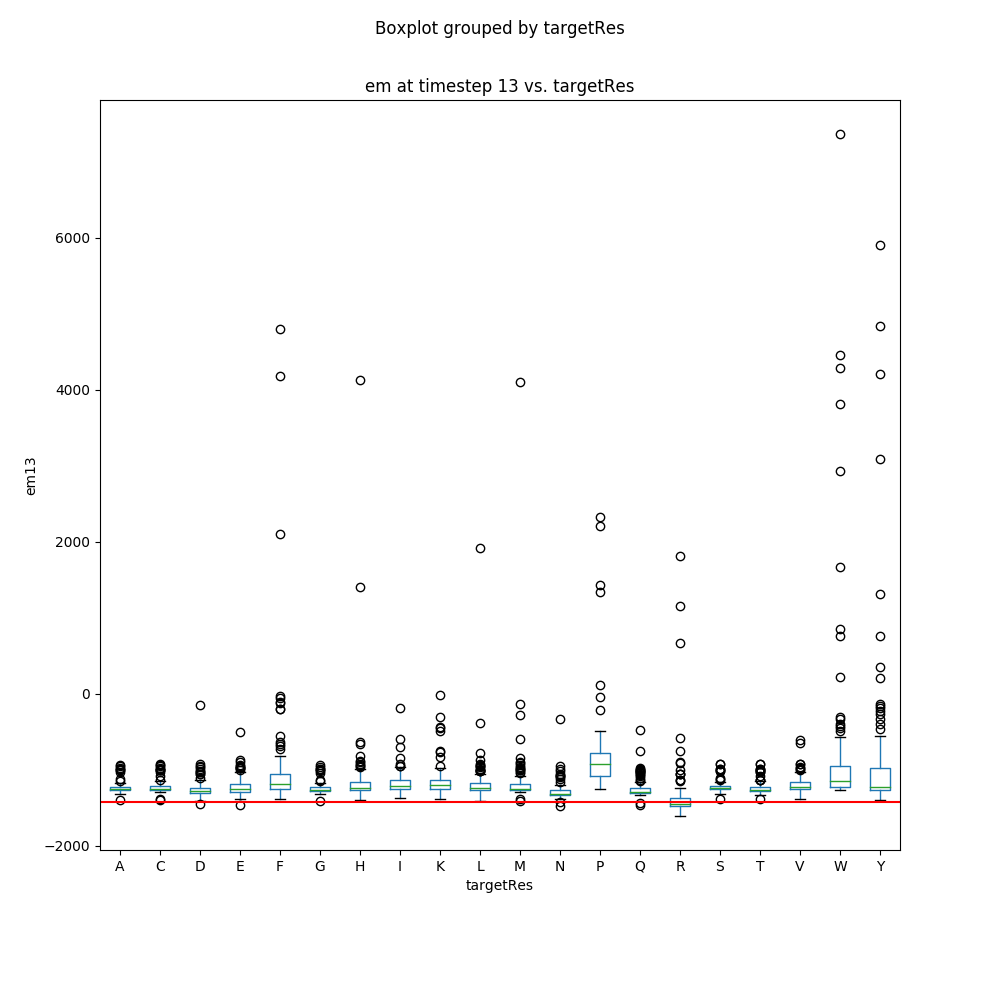 Boxplot grouped by targetRes
em at timestep 13 vs. targetRes
6000
4000
2000
0
−2000
em13
A C D E F G H I K L M N P Q R S T V W Y
targetRes